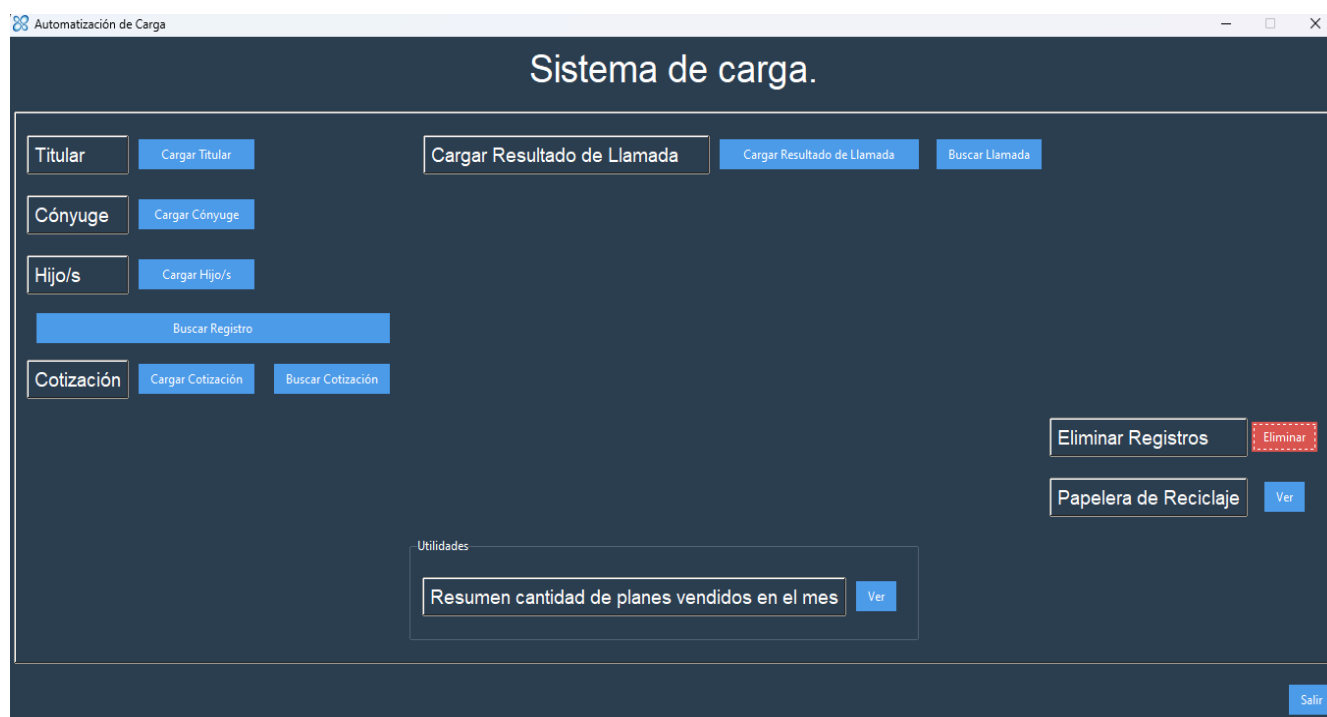 Automatización de Carga
Sistema de carga.
Titular
Cargar Titular
Cargar Resultado de Llamada
Cargar Resultado de Llamada
Buscar Llamada
Cónyuge
Cargar Cónyuge
Hijo/s
Cargar Hijo/s
Buscar Registro
Cotización
Cargar Cotización
Buscar Cotización
Eliminar Registros
Eliminar
Papelera de Reciclaje
Ver
Utilidades
Resumen cantidad de planes vendidos en el mes
Ver
Salir